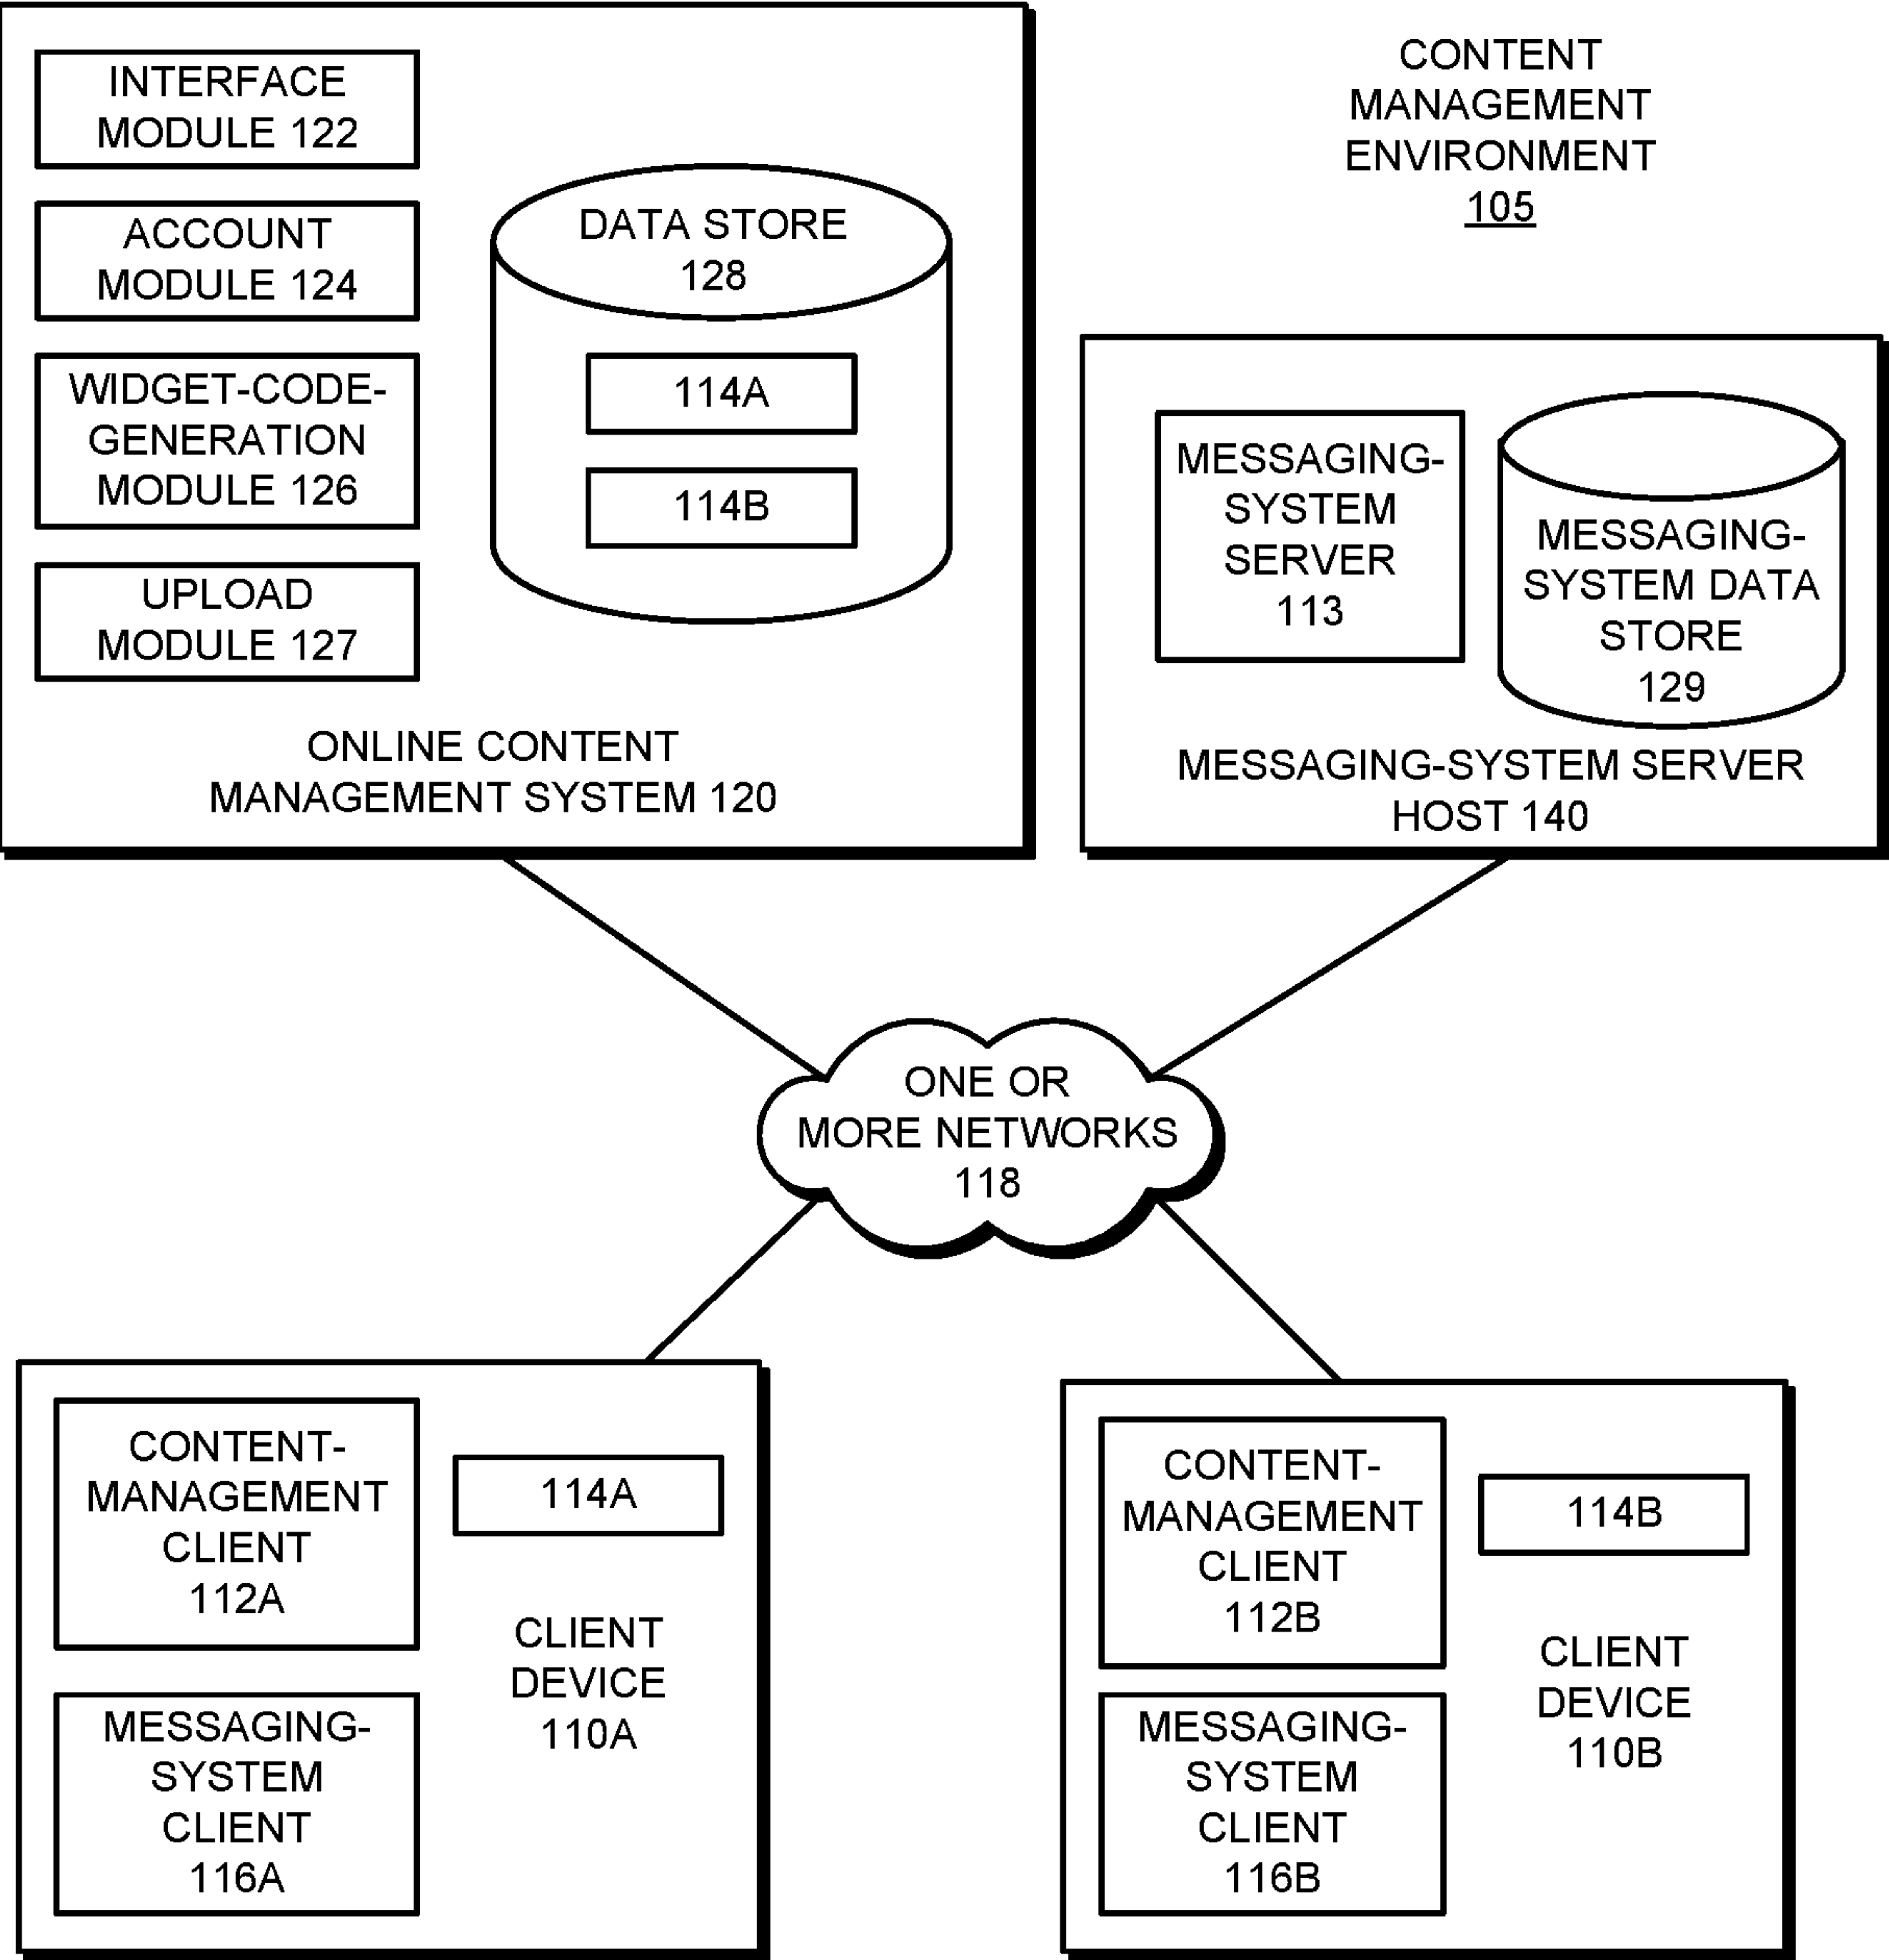 INTERFACE
MODULE 122
ACCOUNT
MODULE 124
WIDGET-CODE-
GENERATION
MODULE 126
UPLOAD
MODULE 127
DATA STORE
128
114A
114B
ONLINE CONTENT
MANAGEMENT SYSTEM 120
CONTENT
MANAGEMENT
ENVIRONMENT
105
MESSAGING-
SYSTEM
SERVER
113
MESSAGING-
SYSTEM DATA
STORE
129
MESSAGING-SYSTEM SERVER
HOST 140
ONE OR
MORE NETWORKS
118
CONTENT-
MANAGEMENT
CLIENT
112A
114A
MESSAGING-
SYSTEM
CLIENT
116A
CLIENT
DEVICE
110A
CONTENT-
MANAGEMENT
CLIENT
112B
114B
MESSAGING-
SYSTEM
CLIENT
116B
CLIENT
DEVICE
110B